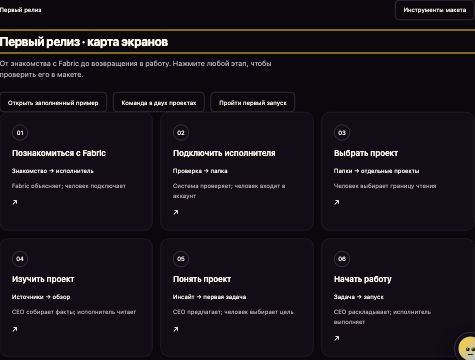 Первый релиз
Инструменты макета
Первый релиз · карта экранов
От знакомства с Fabric до возвращения в работу. Нажмите любой этап, чтобы
проверить его в макете.
Открыть заполненный пример
Команда в двух проектах
Пройти первый запуск
01
Познакомиться с Fabric
Знакомство → исполнитель
Fabric объясняет; человек подключает
↗
02
Подключить исполнителя
Проверка → папка
Система проверяет; человек входит в
аккаунт
↗
03
Выбрать проект
Папки → отдельные проекты
Человек выбирает границу чтения
↗
04
Изучить проект
Источники → обзор
CEO собирает факты; исполнитель читает
↗
05
Понять проект
Инсайт → первая задача
CEO предлагает; человек выбирает цель
↗
06
Начать работу
Задача → запуск
CEO раскладывает; исполнитель
выполняет
↗